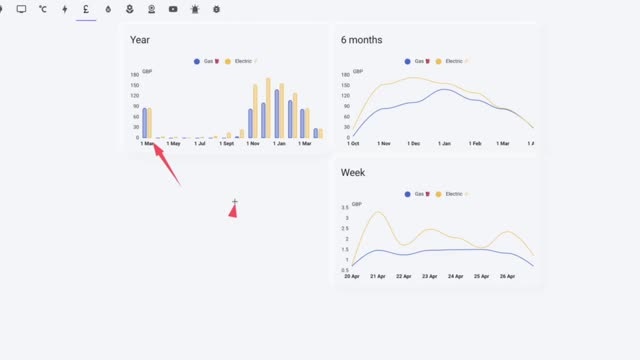 ℃ £
Year
Gas Electric
GBP
180
150
120
90
60
30
0
1 Mar 1 May 1 Jul 1 Sept 1 Nov 1 Jan 1 Mar
6 months
Gas Electric
GBP
180
150
120
90
60
30
0
1 Oct 1 Nov 1 Dec 1 Jan 1 Feb 1 Mar 1 A
Week
Gas Electric
GBP
3.5
3
2.5
2
1.5
1
0.5
20 Apr 21 Apr 22 Apr 23 Apr 24 Apr 25 Apr 26 Apr